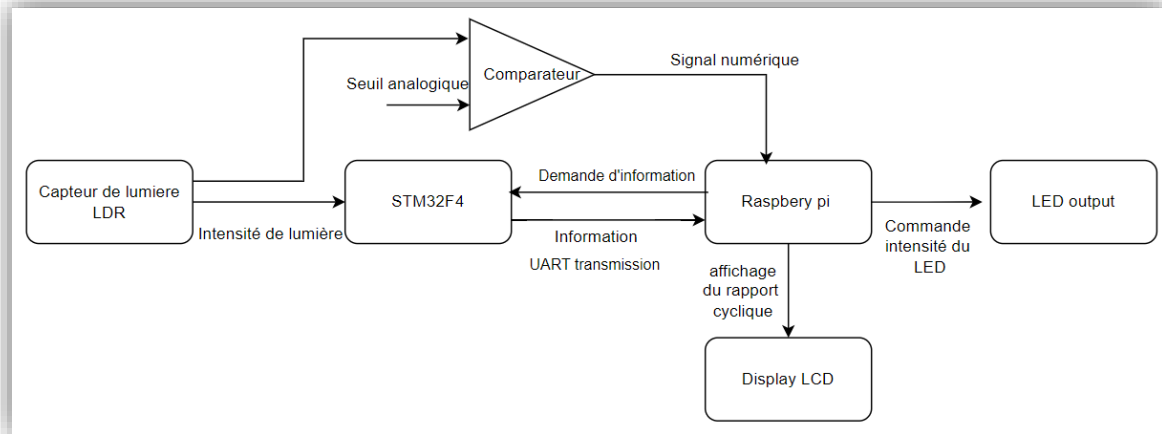 Signal numérique
Comparateur
Seuil analogique
Capteur de lumiere
LDR
Intensité de lumière
STM32F4
Demande d'information
Information
UART transmission
Raspbery pi
LED output
Commande
intensité du
LED
affichage
du rapport
cyclique
Display LCD